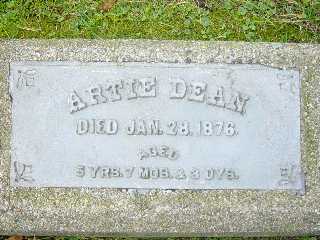 ARTIE DEAN
DIED JAN. 28. 1876.
AGED
5 YRS. 7 MOS. & 3 DYS.